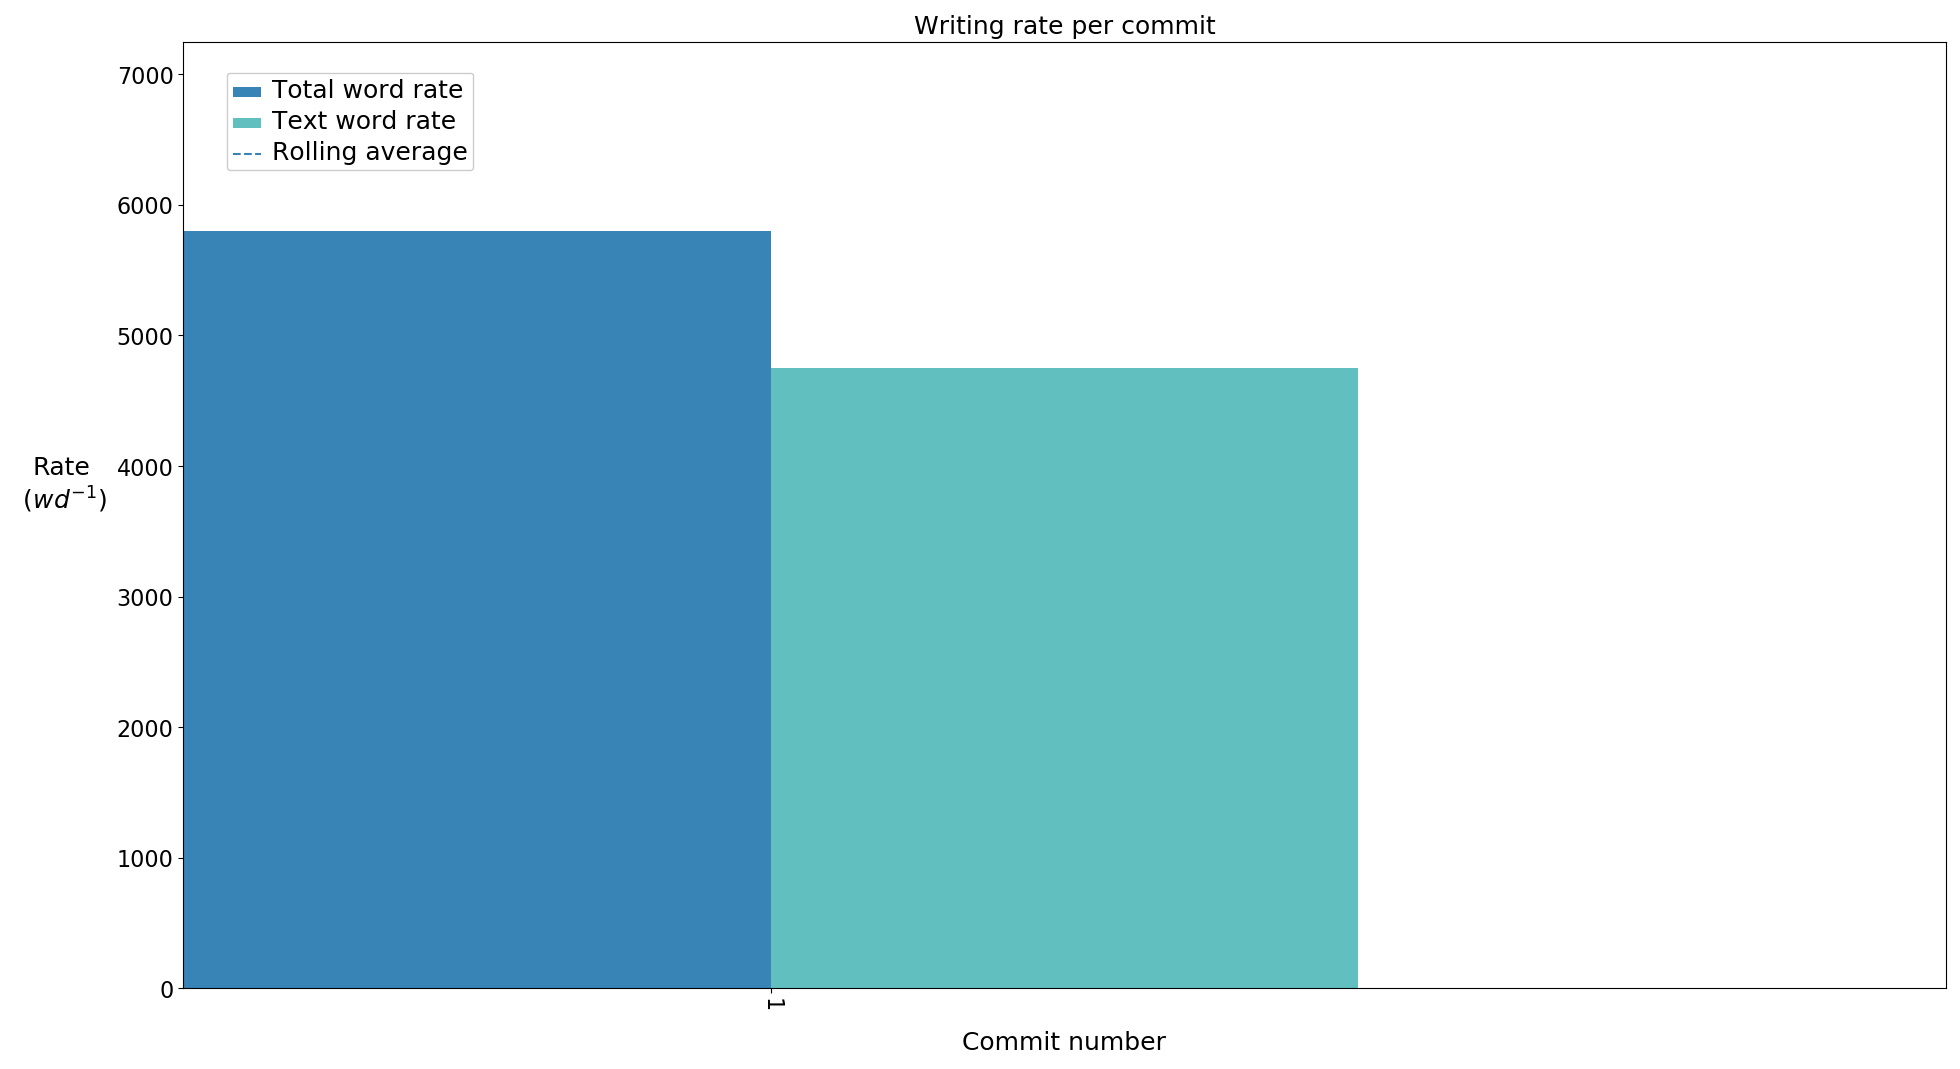 Writing rate per commit
7000
6000
5000
4000
3000
2000
1000
0
Total word rate
Text word rate
Rolling average
Rate
(wd⁻¹)
1
Commit number